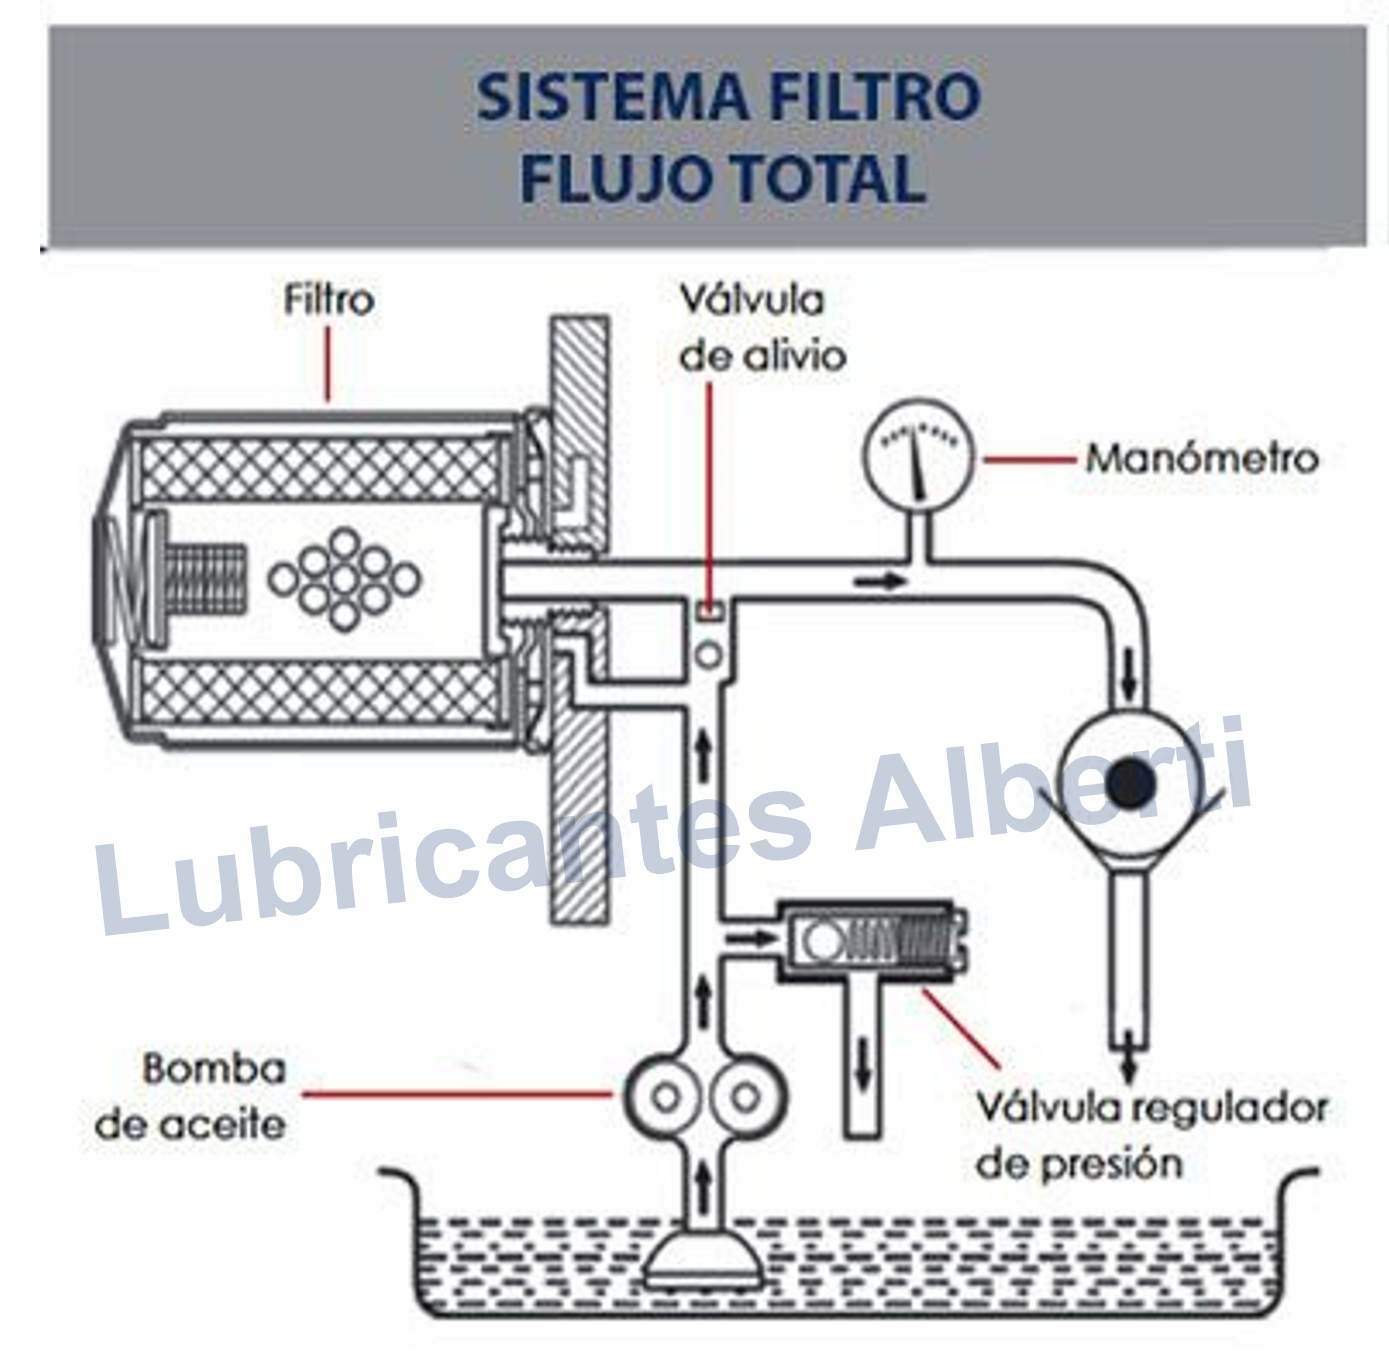 SISTEMA FILTRO
FLUJO TOTAL
Filtro
Válvula
de alivio
Manómetro
Lubricantes Alberti
Bomba
de aceite
Válvula regulador
de presión